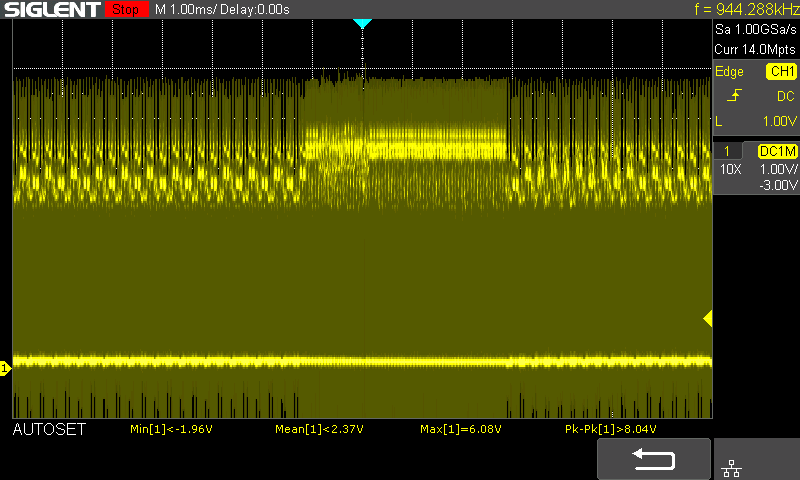 SIGLENT Stop M 1.00ms/ Delay:0.00s f = 944.288kHz
Sa 1.00GSa/s
Curr 14.0Mpts
Edge CH1
DC
L 1.00V
1 DC1M
10X 1.00V/
-3.00V
1
AUTOSET Min[1]<-1.96V Mean[1]<2.37V Max[1]=6.08V Pk-Pk[1]>8.04V